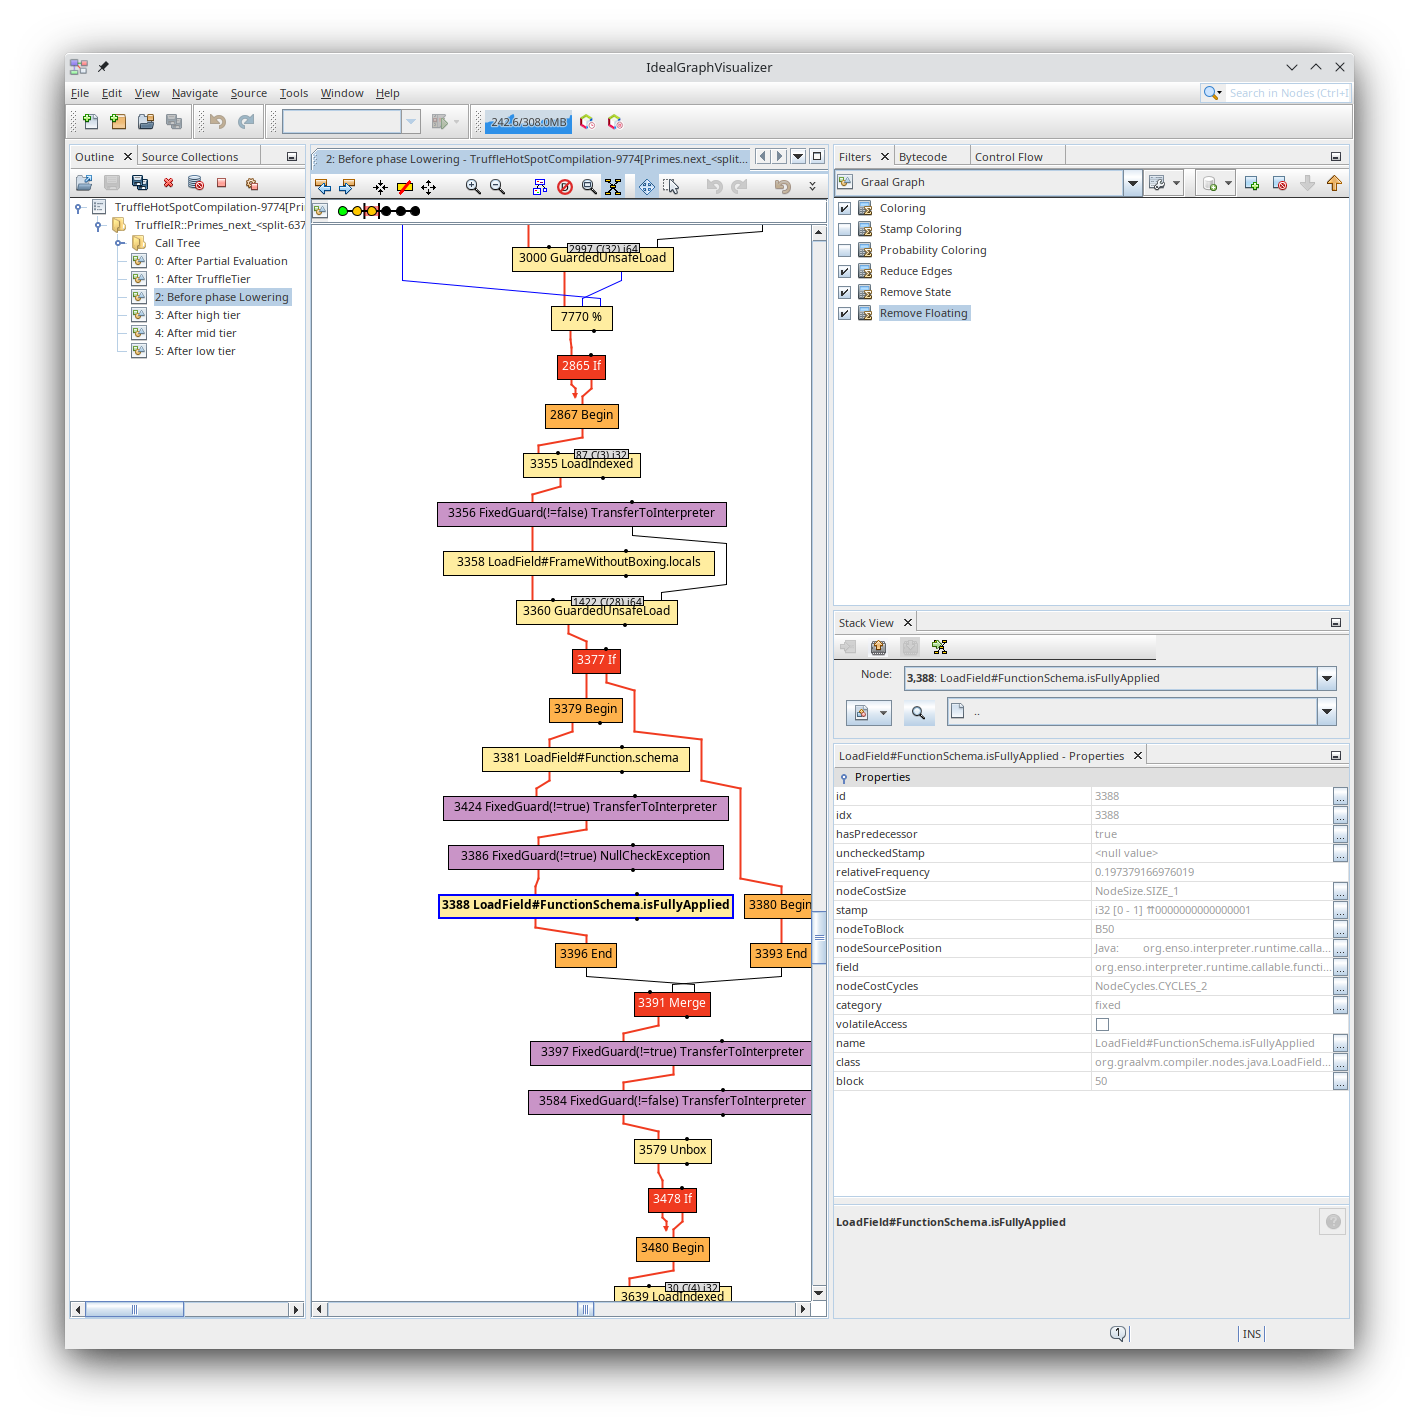 IdealGraphVisualizer
File Edit View Navigate Source Tools Window Help
Search in Nodes (Ctrl+I
242.6/308.0MB
Outline
Source Collections
TruffleHotSpotCompilation-9774[Pri
TruffleIR::Primes_next_<split-637
Call Tree
0: After Partial Evaluation
1: After TruffleTier
2: Before phase Lowering
3: After high tier
4: After mid tier
5: After low tier
2: Before phase Lowering - TruffleHotSpotCompilation-9774[Primes.next_<split...
2997 C(32) i64
3000 GuardedUnsafeLoad
7770 %
2865 If
2867 Begin
87 C(3) i32
3355 LoadIndexed
3356 FixedGuard(!=false) TransferToInterpreter
3358 LoadField#FrameWithoutBoxing.locals
1422 C(28) i64
3360 GuardedUnsafeLoad
3377 If
3379 Begin
3381 LoadField#Function.schema
3424 FixedGuard(!=true) TransferToInterpreter
3386 FixedGuard(!=true) NullCheckException
3388 LoadField#FunctionSchema.isFullyApplied
3380 Begin
3396 End
3393 End
3391 Merge
3397 FixedGuard(!=true) TransferToInterpreter
3584 FixedGuard(!=false) TransferToInterpreter
3579 Unbox
3478 If
3480 Begin
30 C(4) i32
3639 LoadIndexed
Filters
Bytecode
Control Flow
Graal Graph
Coloring
Stamp Coloring
Probability Coloring
Reduce Edges
Remove State
Remove Floating
Stack View
Node:
3,388: LoadField#FunctionSchema.isFullyApplied
..
LoadField#FunctionSchema.isFullyApplied - Properties
Properties
id 3388 ...
idx 3388 ...
hasPredecessor true ...
uncheckedStamp <null value> ...
relativeFrequency 0.197379166976019
nodeCostSize NodeSize.SIZE_1 ...
stamp i32 [0 - 1] ⇈0000000000000001 ...
nodeToBlock B50 ...
nodeSourcePosition Java: org.enso.interpreter.runtime.calla... ...
field org.enso.interpreter.runtime.callable.functi... ...
nodeCostCycles NodeCycles.CYCLES_2 ...
category fixed ...
volatileAccess
name LoadField#FunctionSchema.isFullyApplied ...
class org.graalvm.compiler.nodes.java.LoadField... ...
block 50 ...
LoadField#FunctionSchema.isFullyApplied
?
1
INS